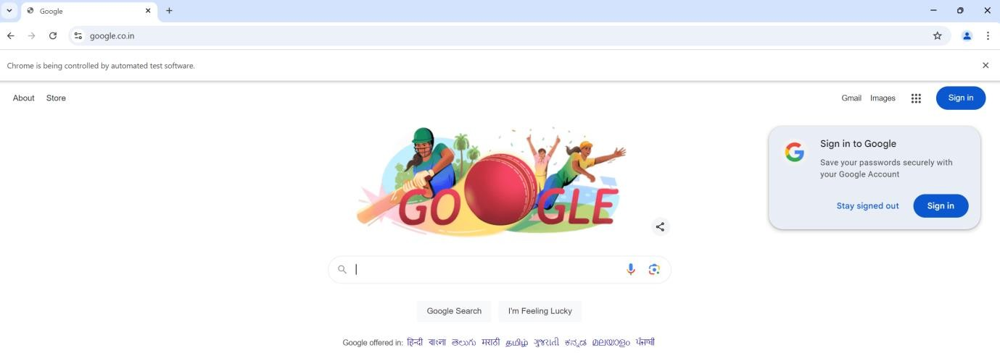 Google
google.co.in
Chrome is being controlled by automated test software.
About Store
Gmail Images Sign in
GOOGLE
Sign in to Google
Save your passwords securely with
your Google Account
Stay signed out Sign in
Google Search I'm Feeling Lucky
Google offered in: हिन्दी বাংলা తెలుగు मराठी தமிழ் ગુજરાતી ಕನ್ನಡ മലയാളം ਪੰਜਾਬੀ